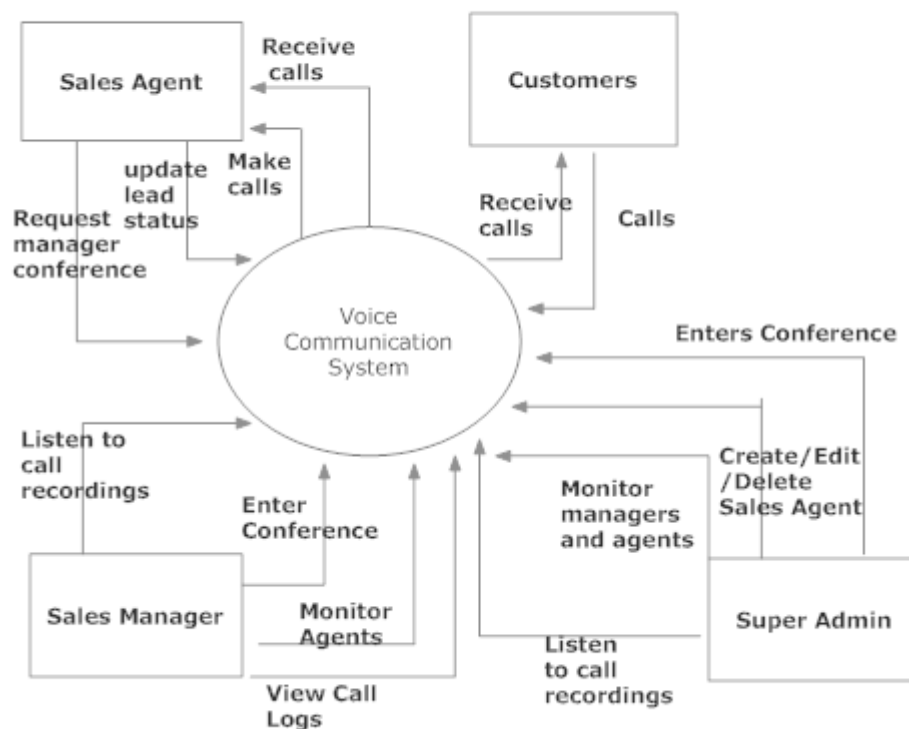 Sales Agent
Receive
calls
Customers
update
lead
status
Make
calls
Request
manager
conference
Receive
calls
Calls
Voice
Communication
System
Enters Conference
Listen to
call
recordings
Enter
Conference
Monitor
managers
and agents
Create/Edit
/Delete
Sales Agent
Sales Manager
Monitor
Agents
Super Admin
Listen
to call
recordings
View Call
Logs